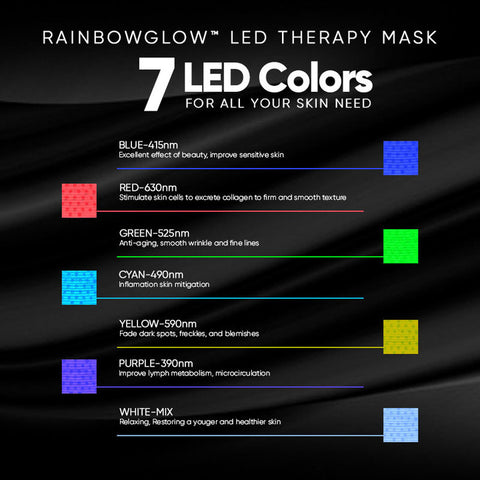 RAINBOWGLOW™ LED THERAPY MASK
7 LED Colors
FOR ALL YOUR SKIN NEED
BLUE-415nm
Excellent effect of beauty, improve sensitive skin
RED-630nm
Stimulate skin cells to excrete collagen to firm and smooth texture
GREEN-525nm
Anti-aging, smooth wrinkle and fine lines
CYAN-490nm
Inflamation skin mitigation
YELLOW-590nm
Fade dark spots, freckles, and blemishes
PURPLE-390nm
Improve lymph metabolism, microcirculation
WHITE-MIX
Relaxing, Restoring a youger and healthier skin